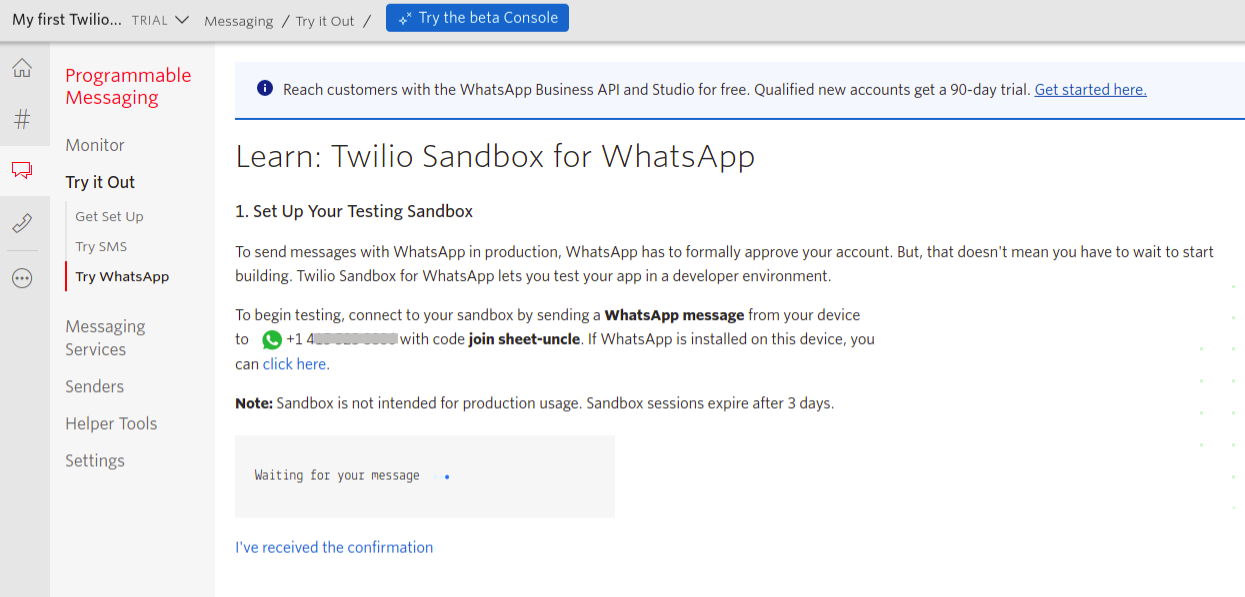 My first Twilio... TRIAL Messaging / Try it Out / Try the beta Console
Programmable
Messaging
Monitor
Try it Out
Get Set Up
Try SMS
Try WhatsApp
Messaging
Services
Senders
Helper Tools
Settings
Reach customers with the WhatsApp Business API and Studio for free. Qualified new accounts get a 90-day trial. Get started here.
Learn: Twilio Sandbox for WhatsApp
1. Set Up Your Testing Sandbox
To send messages with WhatsApp in production, WhatsApp has to formally approve your account. But, that doesn't mean you have to wait to start
building. Twilio Sandbox for WhatsApp lets you test your app in a developer environment.
To begin testing, connect to your sandbox by sending a WhatsApp message from your device
to +1 4 with code join sheet-uncle. If WhatsApp is installed on this device, you
can click here.
Note: Sandbox is not intended for production usage. Sandbox sessions expire after 3 days.
Waiting for your message
I've received the confirmation